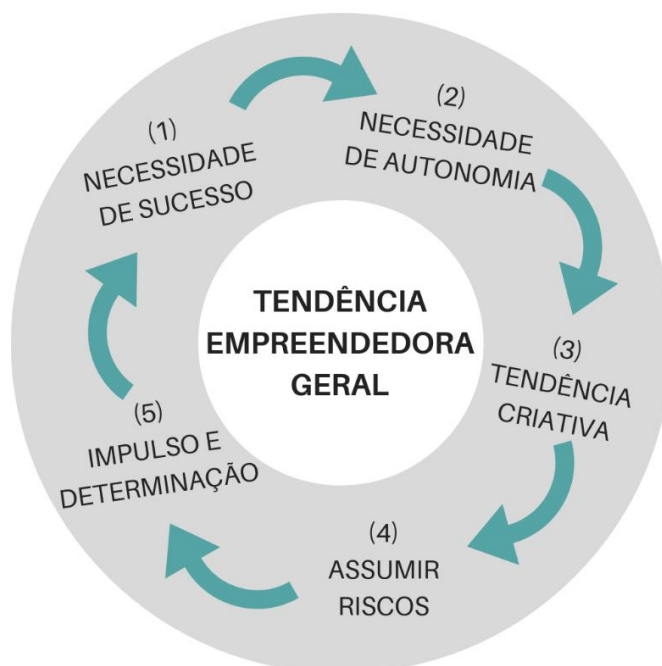 TENDÊNCIA
EMPREENDEDORA
GERAL
(1)
NECESSIDADE
DE SUCESSO
(2)
NECESSIDADE
DE AUTONOMIA
(3)
TENDÊNCIA
CRIATIVA
(4)
ASSUMIR
RISCOS
(5)
IMPULSO E
DETERMINAÇÃO